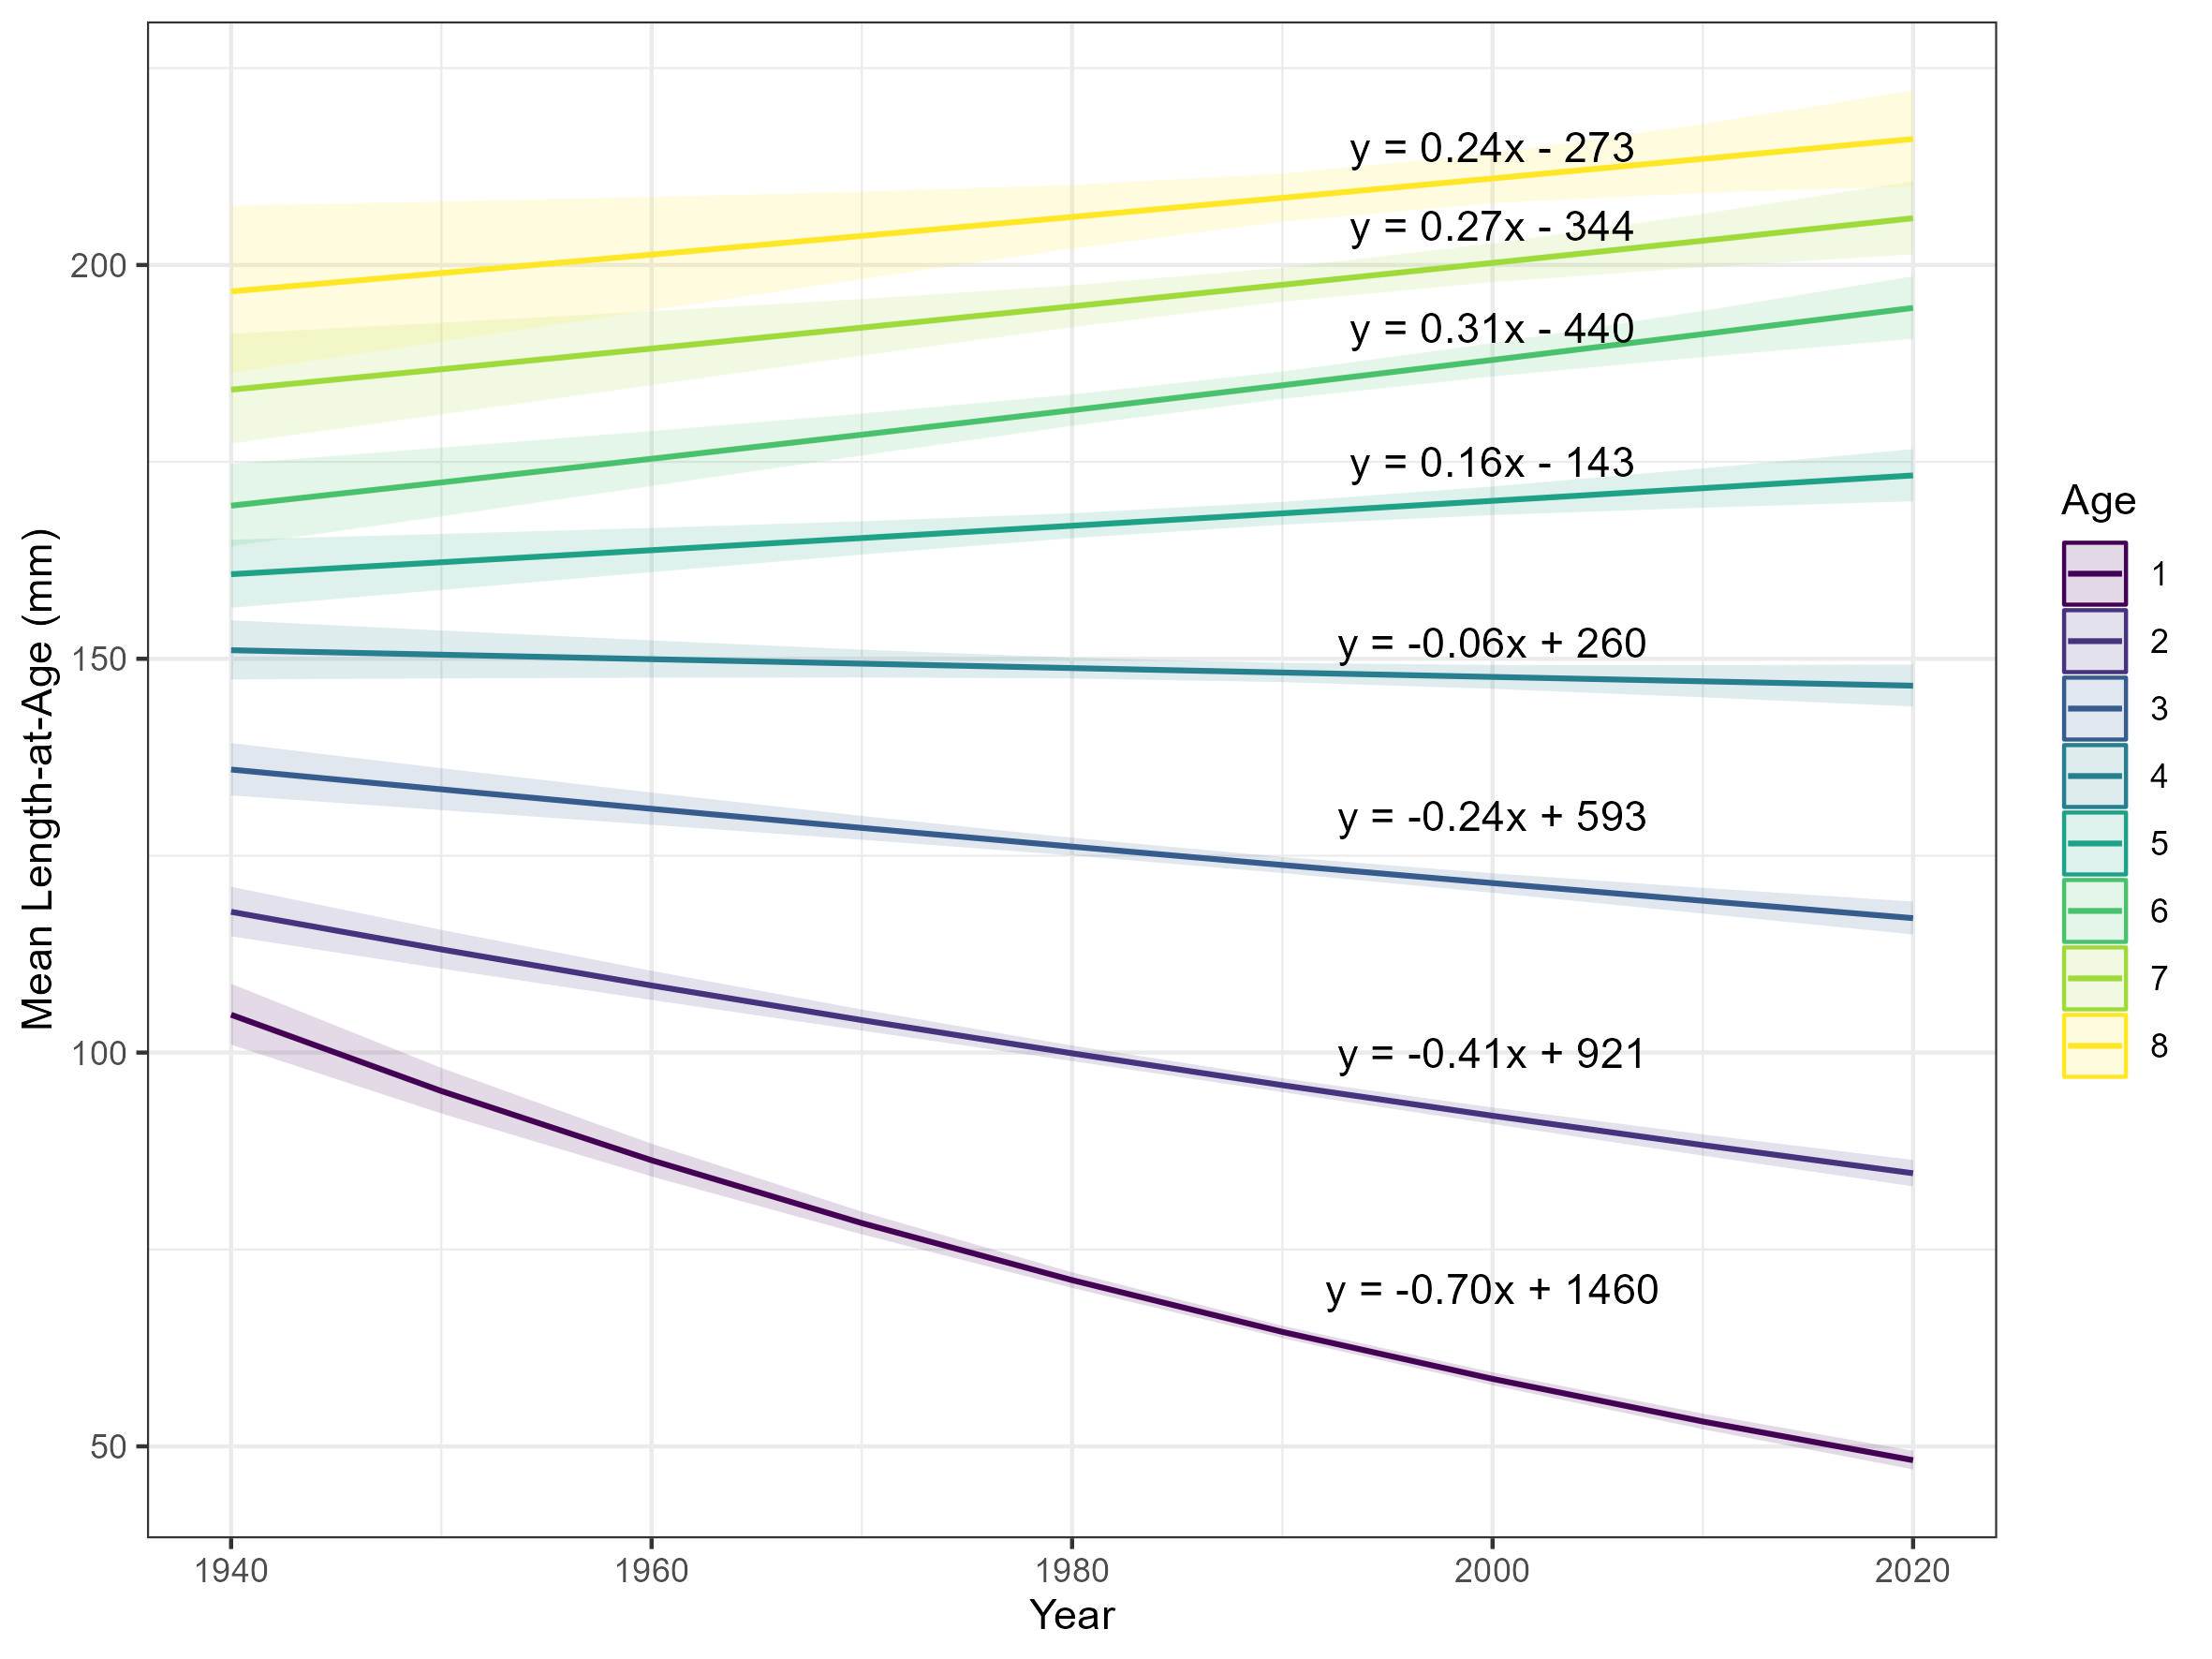 y = 0.24x - 273
y = 0.27x - 344
200
y = 0.31x - 440
y = 0.16x - 143
y = -0.06x + 260
150
y = -0.24x + 593
y = -0.41x + 921
100
y = -0.70x + 1460
50
Mean Length-at-Age (mm)
1940 1960 1980 2000 2020
Year
Age
1
2
3
4
5
6
7
8